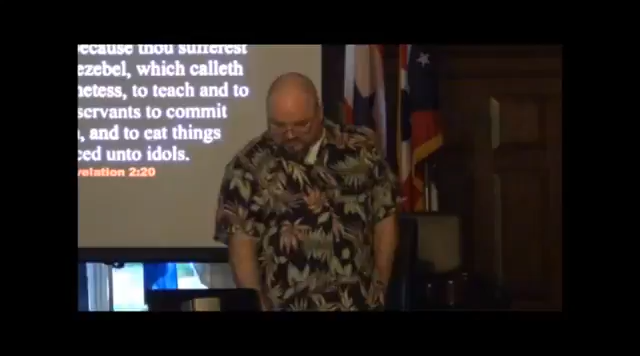 because thou sufferest
ezebel, which calleth
hetess, to teach and to
servants to commit
, and to eat things
ced unto idols.
velation 2:20